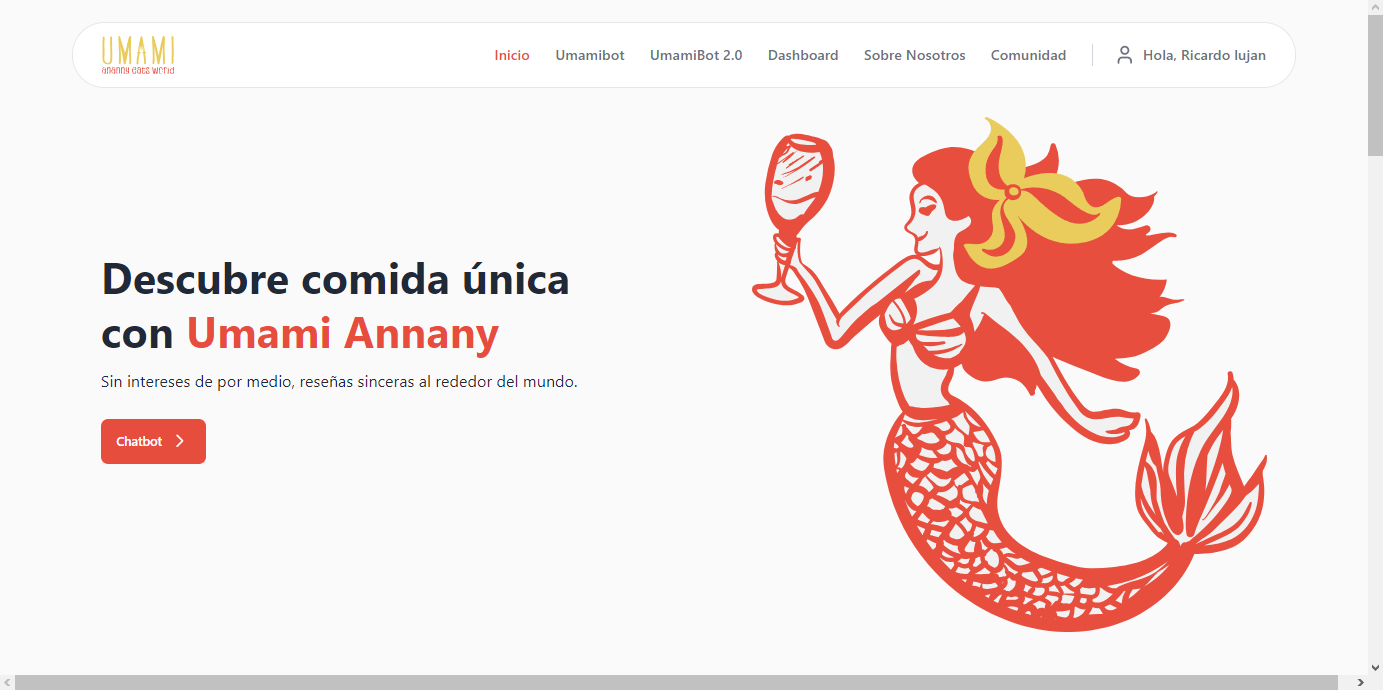 UMAMI
ananny eats world
Inicio Umamibot UmamiBot 2.0 Dashboard Sobre Nosotros Comunidad Hola, Ricardo lujan
Descubre comida única
con Umami Annany
Sin intereses de por medio, reseñas sinceras al rededor del mundo.
Chatbot